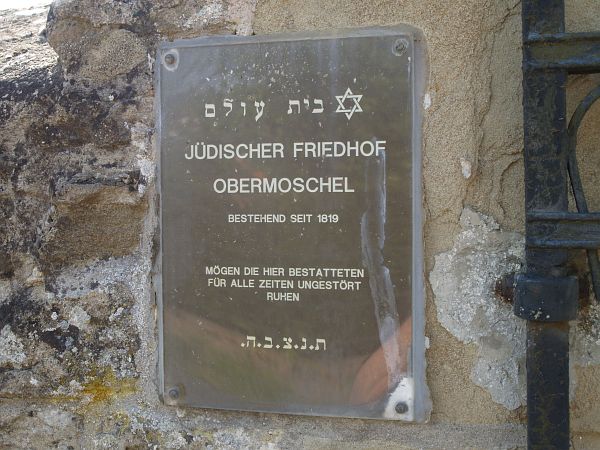 בית עולם
JÜDISCHER FRIEDHOF
OBERMOSCHEL
BESTEHEND SEIT 1819
MÖGEN DIE HIER BESTATTETEN
FÜR ALLE ZEITEN UNGESTÖRT
RUHEN
ת.נ.צ.ב.ה.